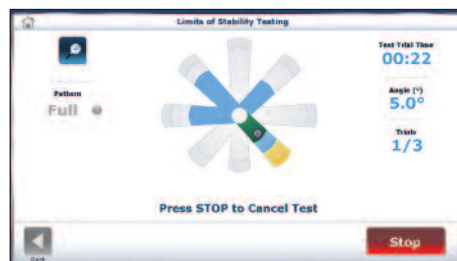 Limits of Stability Testing
Pattern
Full
Test Trial Time
00:22
Angle (°)
5.0°
Trials
1/3
Press STOP to Cancel Test
Back
Stop